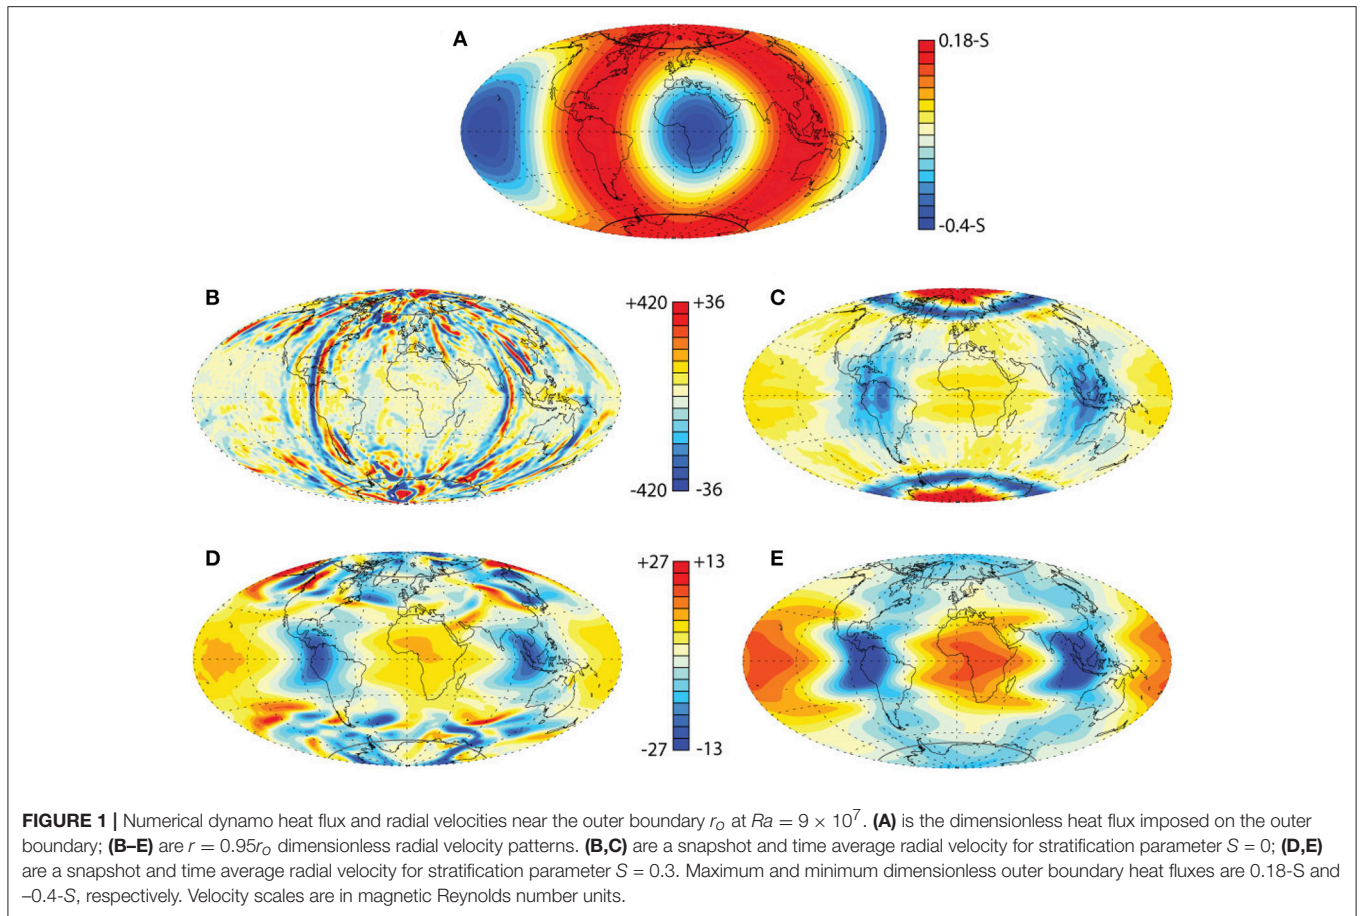 A
0.18-S
-0.4-S
B
+420 +36
-420 -36
C
D
+27 +13
-27 -13
E
FIGURE 1 | Numerical dynamo heat flux and radial velocities near the outer boundary rₒ at Ra = 9 × 10⁷. (A) is the dimensionless heat flux imposed on the outer
boundary; (B–E) are r = 0.95rₒ dimensionless radial velocity patterns. (B,C) are a snapshot and time average radial velocity for stratification parameter S = 0; (D,E)
are a snapshot and time average radial velocity for stratification parameter S = 0.3. Maximum and minimum dimensionless outer boundary heat fluxes are 0.18-S and
–0.4-S, respectively. Velocity scales are in magnetic Reynolds number units.